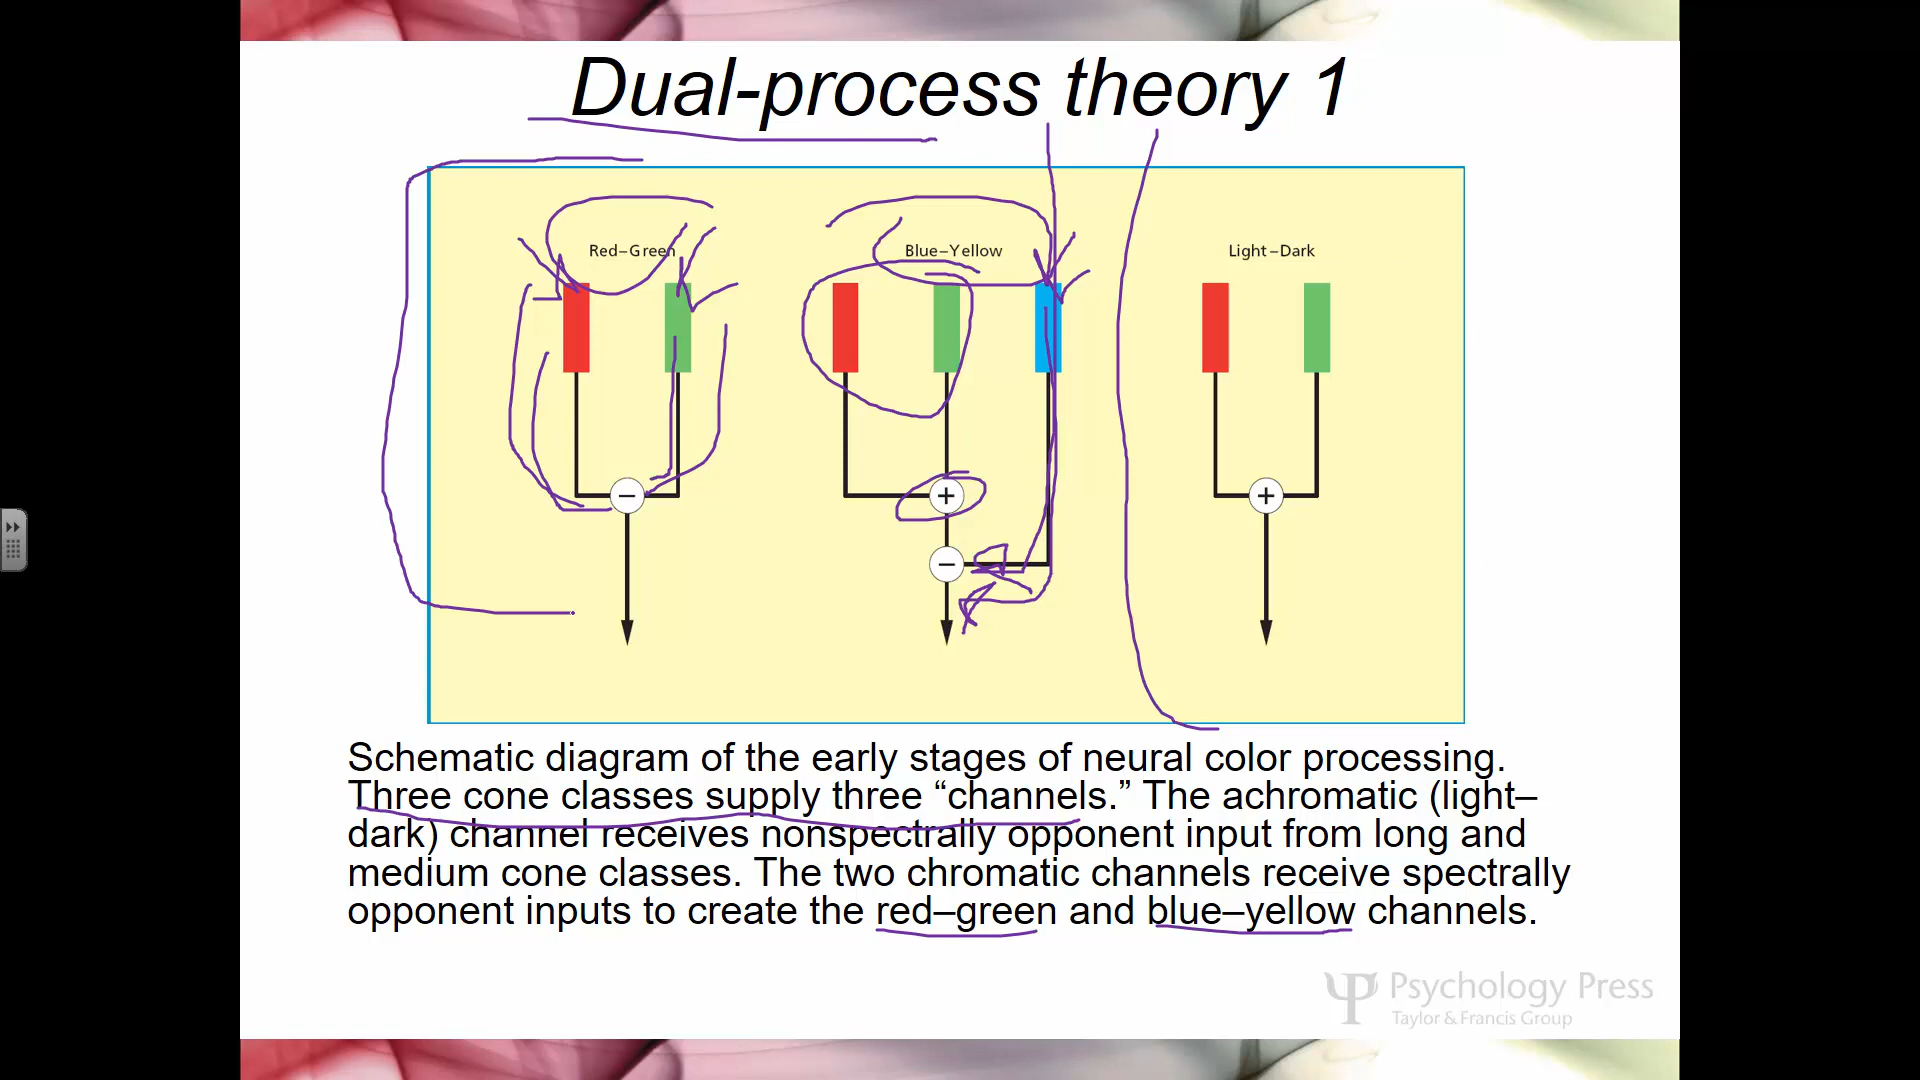 Dual-process theory 1
Red–Green
Blue–Yellow
Light–Dark
−
+
−
+
Schematic diagram of the early stages of neural color processing.
Three cone classes supply three “channels.” The achromatic (light–
dark) channel receives nonspectrally opponent input from long and
medium cone classes. The two chromatic channels receive spectrally
opponent inputs to create the red–green and blue–yellow channels.
Psychology Press
Taylor & Francis Group